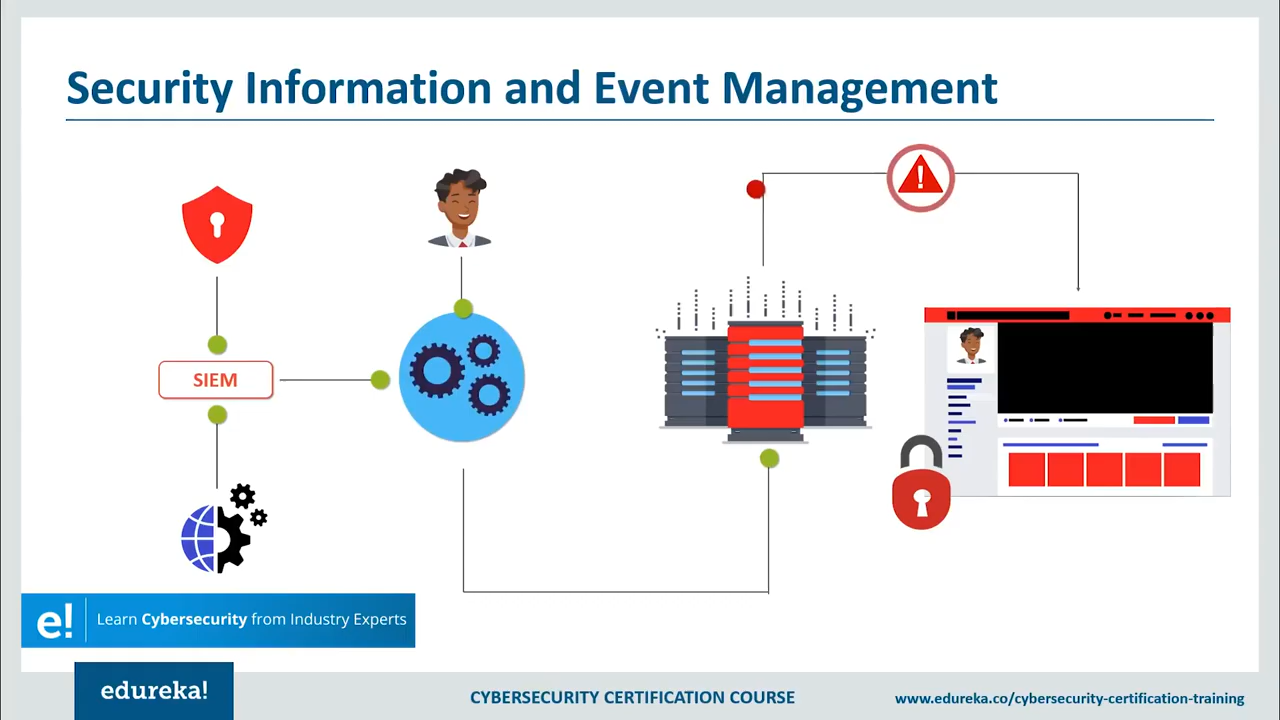 Security Information and Event Management
SIEM
e! Learn Cybersecurity from Industry Experts
edureka!
CYBERSECURITY CERTIFICATION COURSE
www.edureka.co/cybersecurity-certification-training